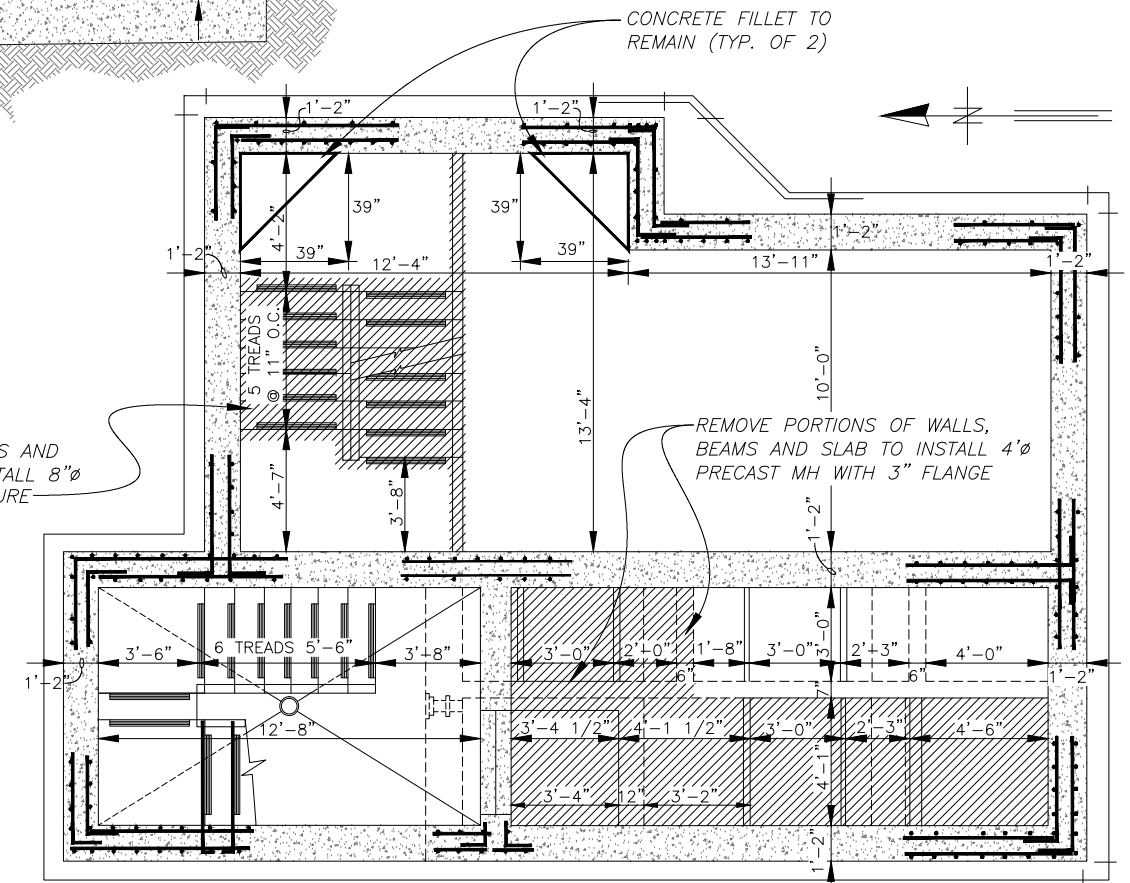 CONCRETE FILLET TO
REMAIN (TYP. OF 2)
1'-2" 1'-2"
N
39" 39"
4'-2"
39" 39"
1'-2"
1'-2" 12'-4" 13'-11" 1'-2"
5 TREADS
@ 11" O.C.
10'-0"
13'-4"
S AND
TALL 8"ø
URE
REMOVE PORTIONS OF WALLS,
BEAMS AND SLAB TO INSTALL 4'ø
PRECAST MH WITH 3" FLANGE
4'-7"
3'-8"
1'-2"
3'-6" 6 TREADS 5'-6" 3'-8"
3'-0" 2'-0" 6" 1'-8" 3'-0" 3'-0" 2'-3" 6" 4'-0"
1'-2" 7" 1'-2"
12'-8"
3'-4 1/2" 4'-1 1/2" 3'-0" 2'-3" 4'-6"
4'-1"
3'-4" 12" 3'-2"
1'-2"